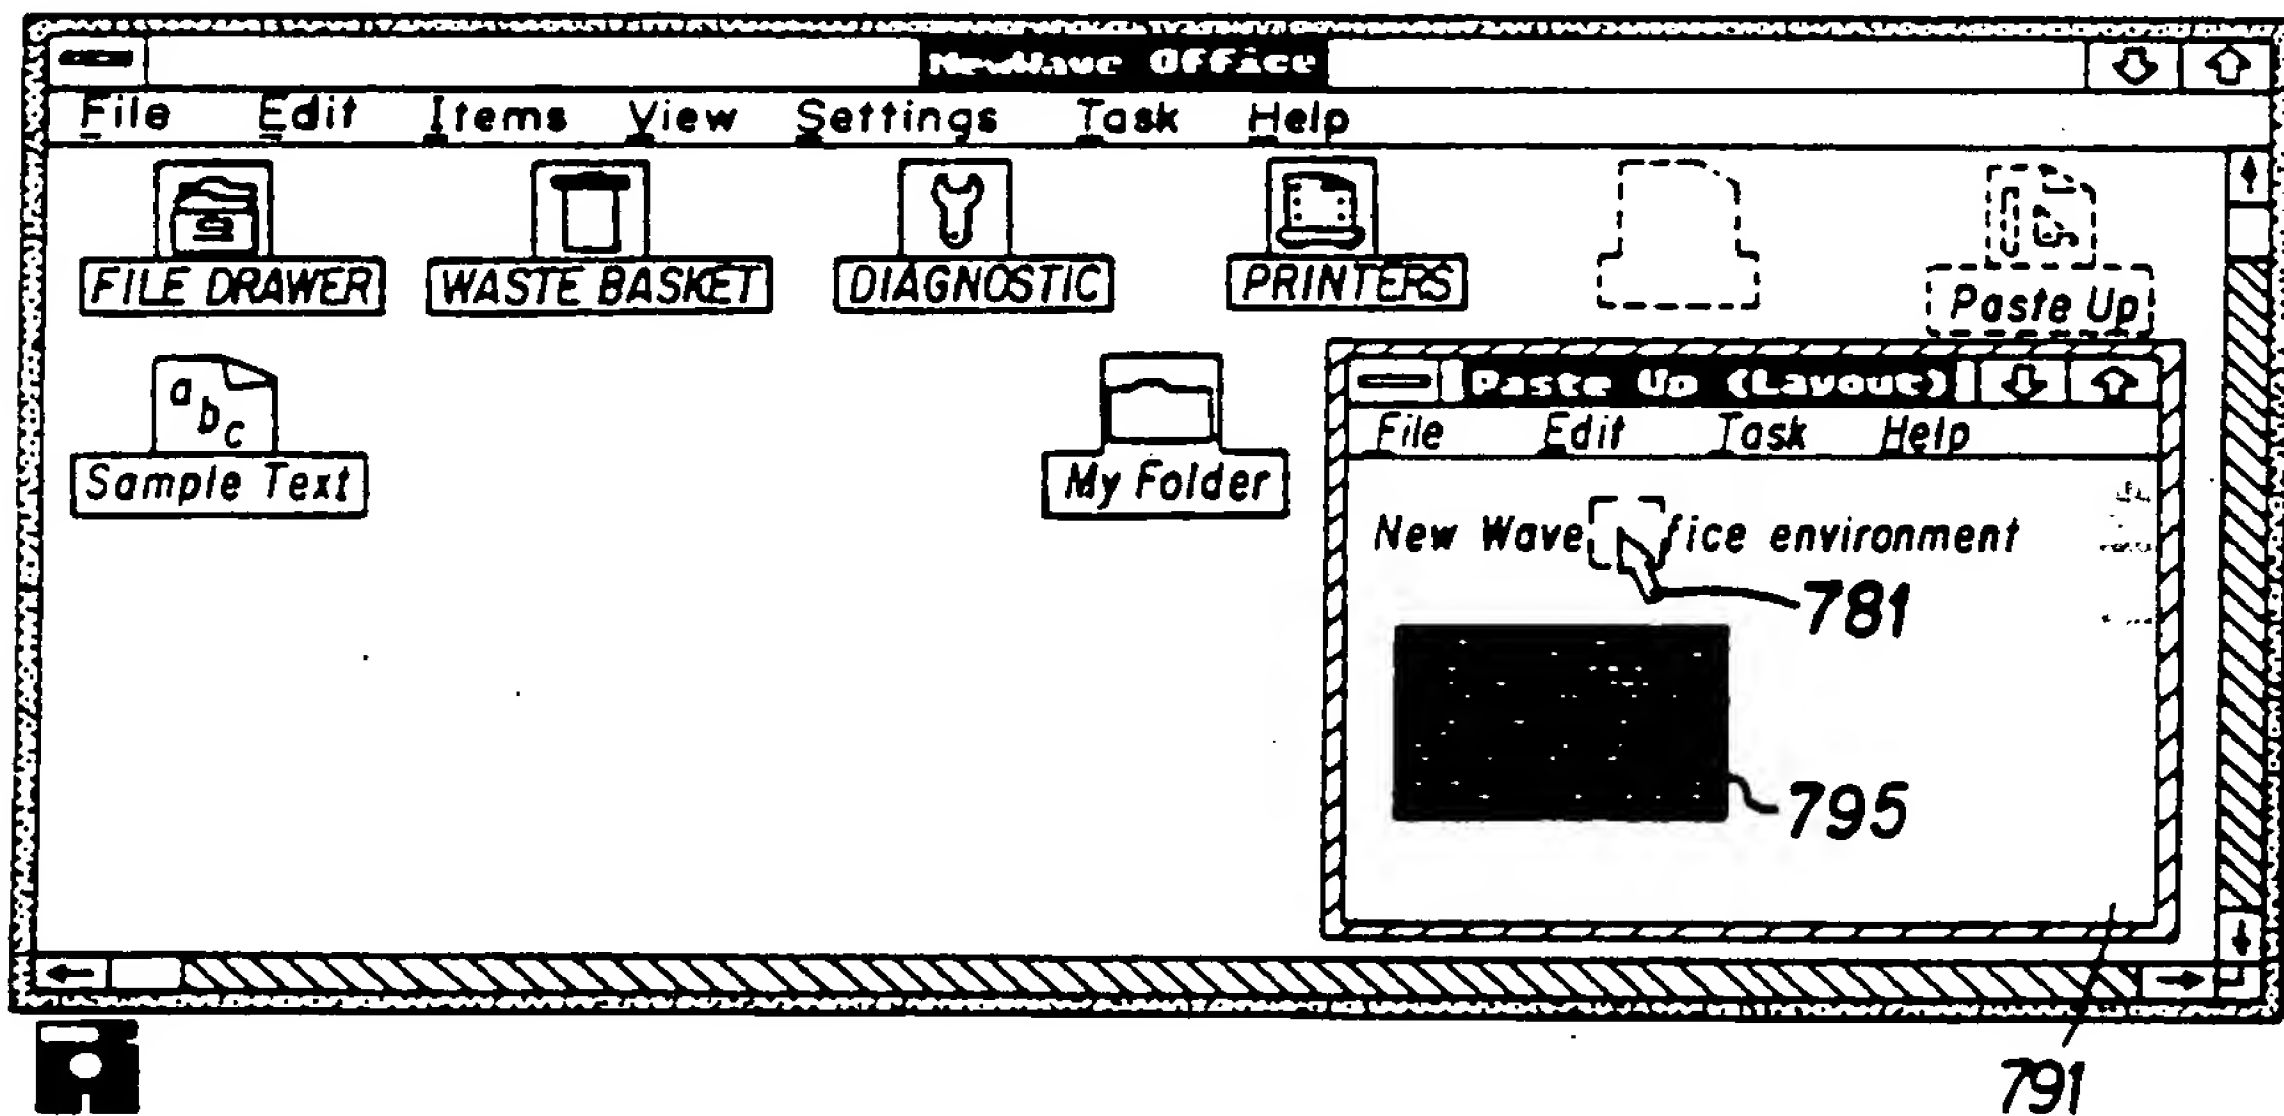 NewWave Office
File Edit Items View Settings Task Help
FILE DRAWER WASTE BASKET DIAGNOSTIC PRINTERS Paste Up
abc
Sample Text My Folder
Paste Up (Layout)
File Edit Task Help
New Wave fice environment
781
795
791